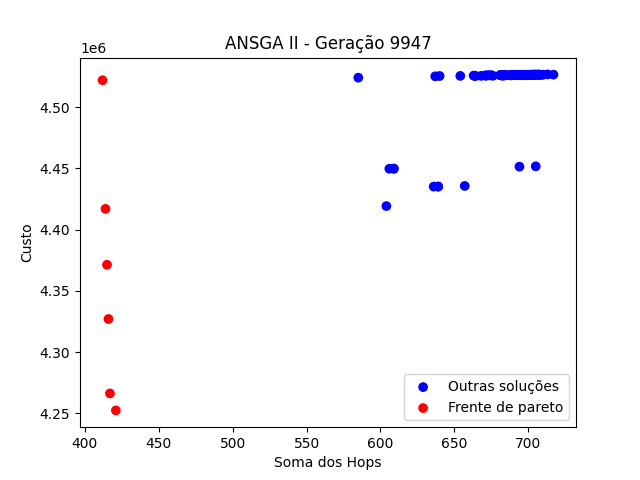 ANSGA II - Geração 9947
1e6
4.50
4.45
4.40
4.35
4.30
4.25
Custo
400 450 500 550 600 650 700
Soma dos Hops
Outras soluções
Frente de pareto